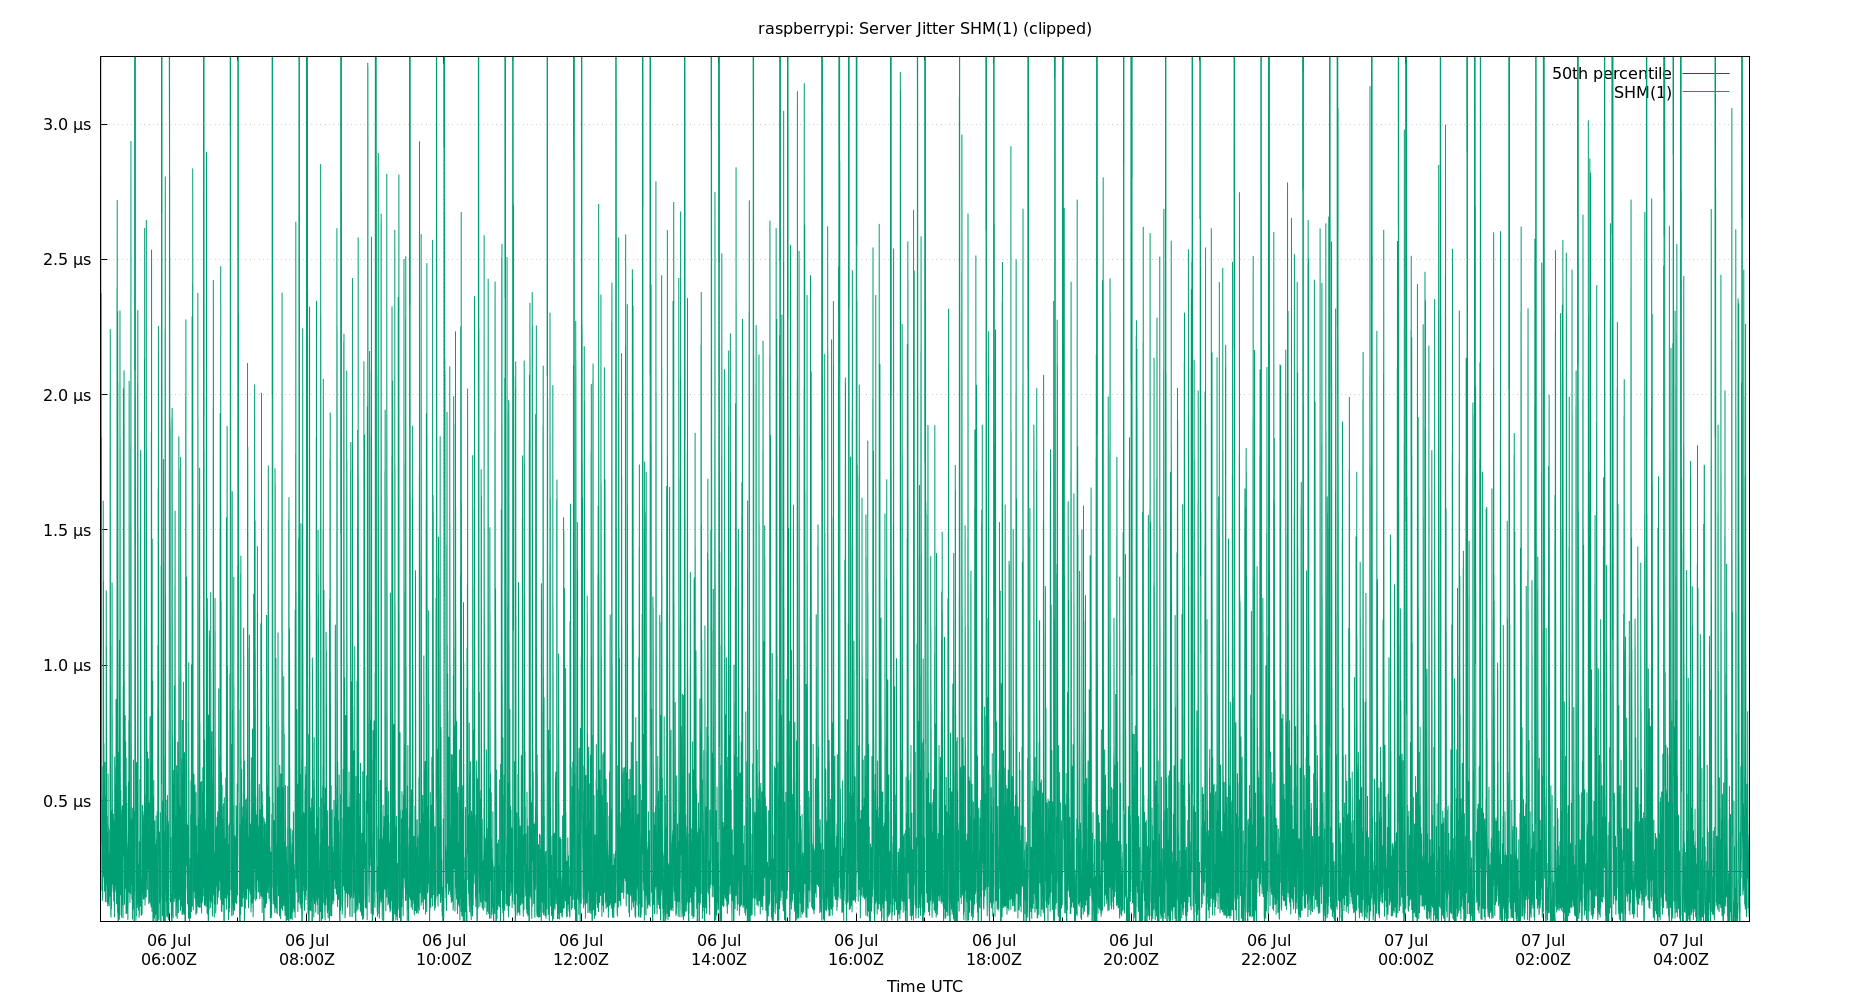 raspberrypi: Server Jitter SHM(1) (clipped)
50th percentile
SHM(1)
3.0 µs
2.5 µs
2.0 µs
1.5 µs
1.0 µs
0.5 µs
06 Jul 06 Jul 06 Jul 06 Jul 06 Jul 06 Jul 06 Jul 06 Jul 06 Jul 07 Jul 07 Jul 07 Jul
06:00Z 08:00Z 10:00Z 12:00Z 14:00Z 16:00Z 18:00Z 20:00Z 22:00Z 00:00Z 02:00Z 04:00Z
Time UTC